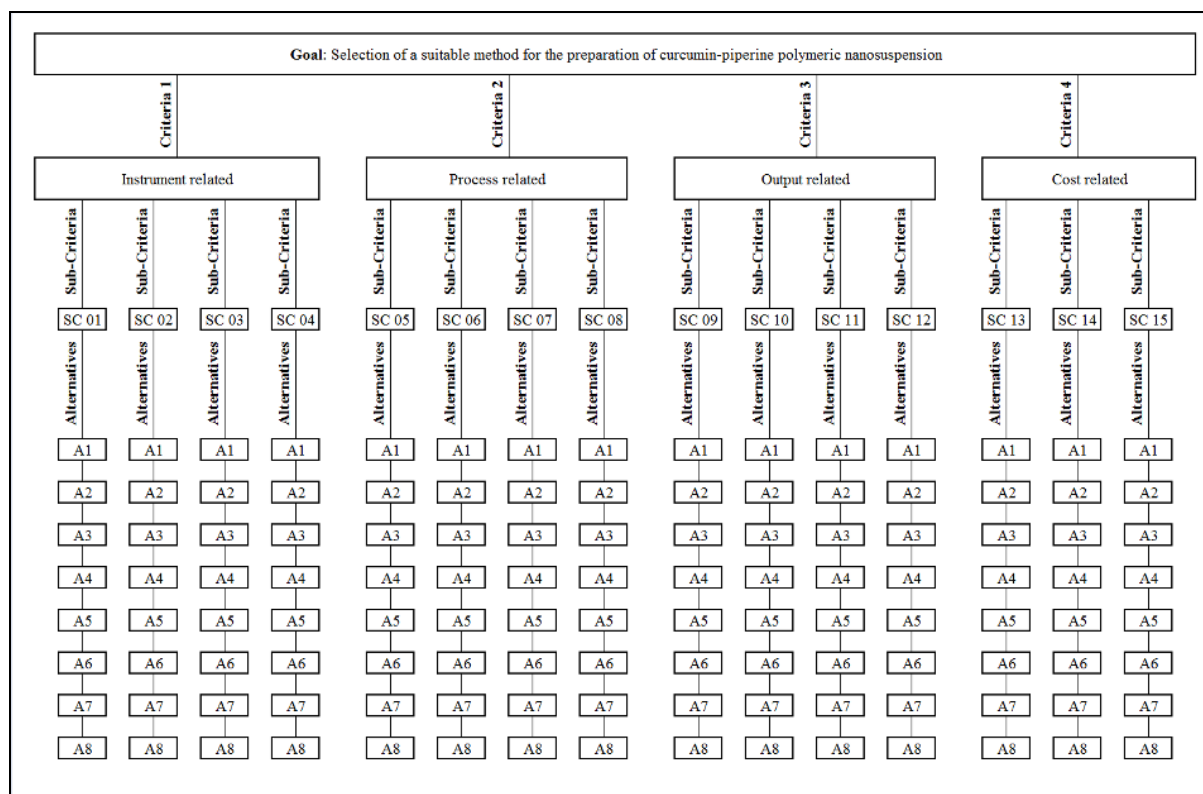 Goal: Selection of a suitable method for the preparation of curcumin-piperine polymeric nanosuspension
Criteria 1 Criteria 2 Criteria 3 Criteria 4
Instrument related Process related Output related Cost related
Sub-Criteria Sub-Criteria Sub-Criteria Sub-Criteria Sub-Criteria Sub-Criteria Sub-Criteria Sub-Criteria Sub-Criteria Sub-Criteria Sub-Criteria Sub-Criteria Sub-Criteria Sub-Criteria Sub-Criteria
SC 01 SC 02 SC 03 SC 04 SC 05 SC 06 SC 07 SC 08 SC 09 SC 10 SC 11 SC 12 SC 13 SC 14 SC 15
Alternatives Alternatives Alternatives Alternatives Alternatives Alternatives Alternatives Alternatives Alternatives Alternatives Alternatives Alternatives Alternatives Alternatives Alternatives
A1 A1 A1 A1 A1 A1 A1 A1 A1 A1 A1 A1 A1 A1 A1
A2 A2 A2 A2 A2 A2 A2 A2 A2 A2 A2 A2 A2 A2 A2
A3 A3 A3 A3 A3 A3 A3 A3 A3 A3 A3 A3 A3 A3 A3
A4 A4 A4 A4 A4 A4 A4 A4 A4 A4 A4 A4 A4 A4 A4
A5 A5 A5 A5 A5 A5 A5 A5 A5 A5 A5 A5 A5 A5 A5
A6 A6 A6 A6 A6 A6 A6 A6 A6 A6 A6 A6 A6 A6 A6
A7 A7 A7 A7 A7 A7 A7 A7 A7 A7 A7 A7 A7 A7 A7
A8 A8 A8 A8 A8 A8 A8 A8 A8 A8 A8 A8 A8 A8 A8